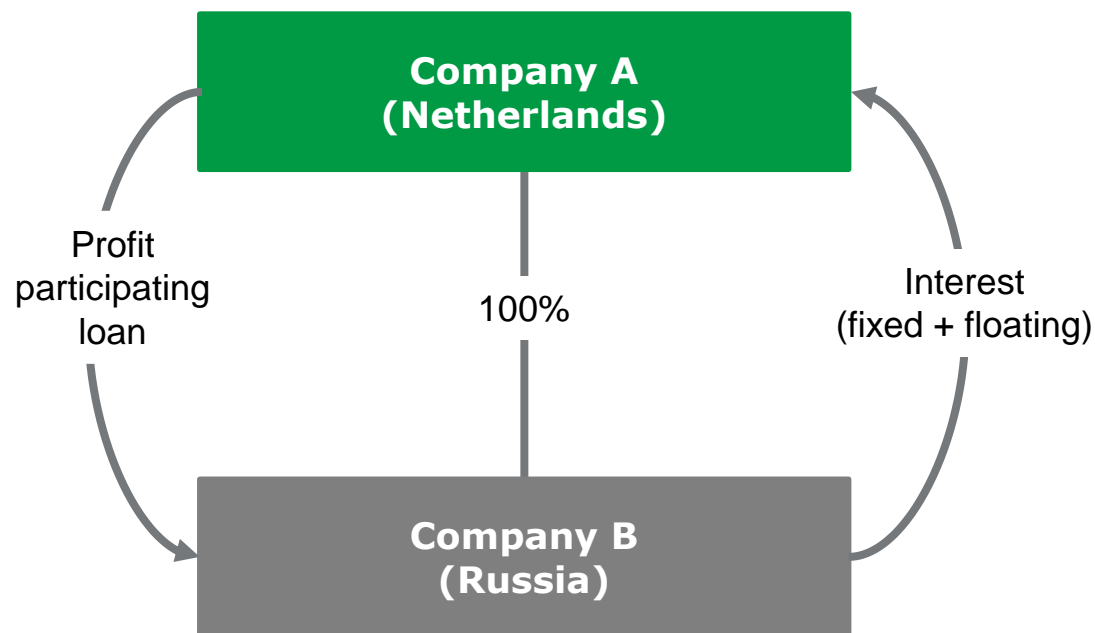 Company A
(Netherlands)
Profit
participating
loan
100%
Interest
(fixed + floating)
Company B
(Russia)